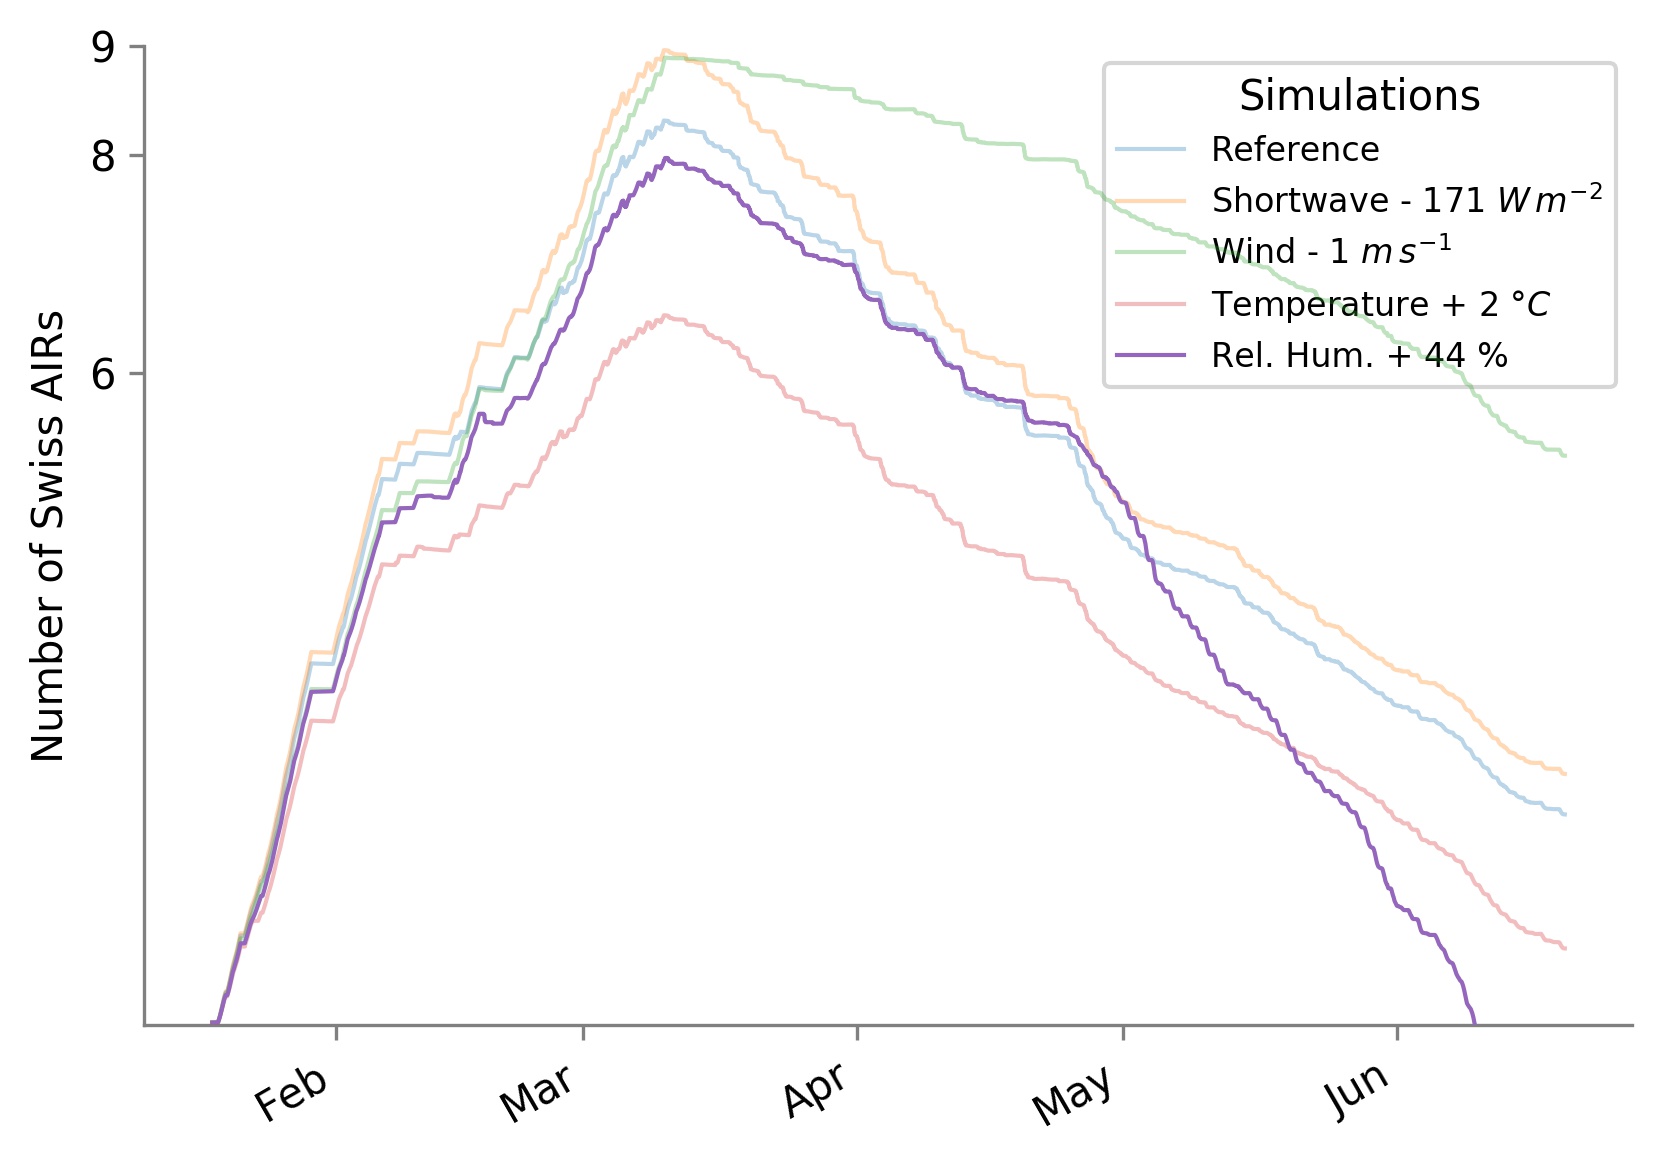 9
8
6
Number of Swiss AIRs
Simulations
Reference
Shortwave - 171 W m⁻²
Wind - 1 m s⁻¹
Temperature + 2 °C
Rel. Hum. + 44 %
Feb
Mar
Apr
May
Jun